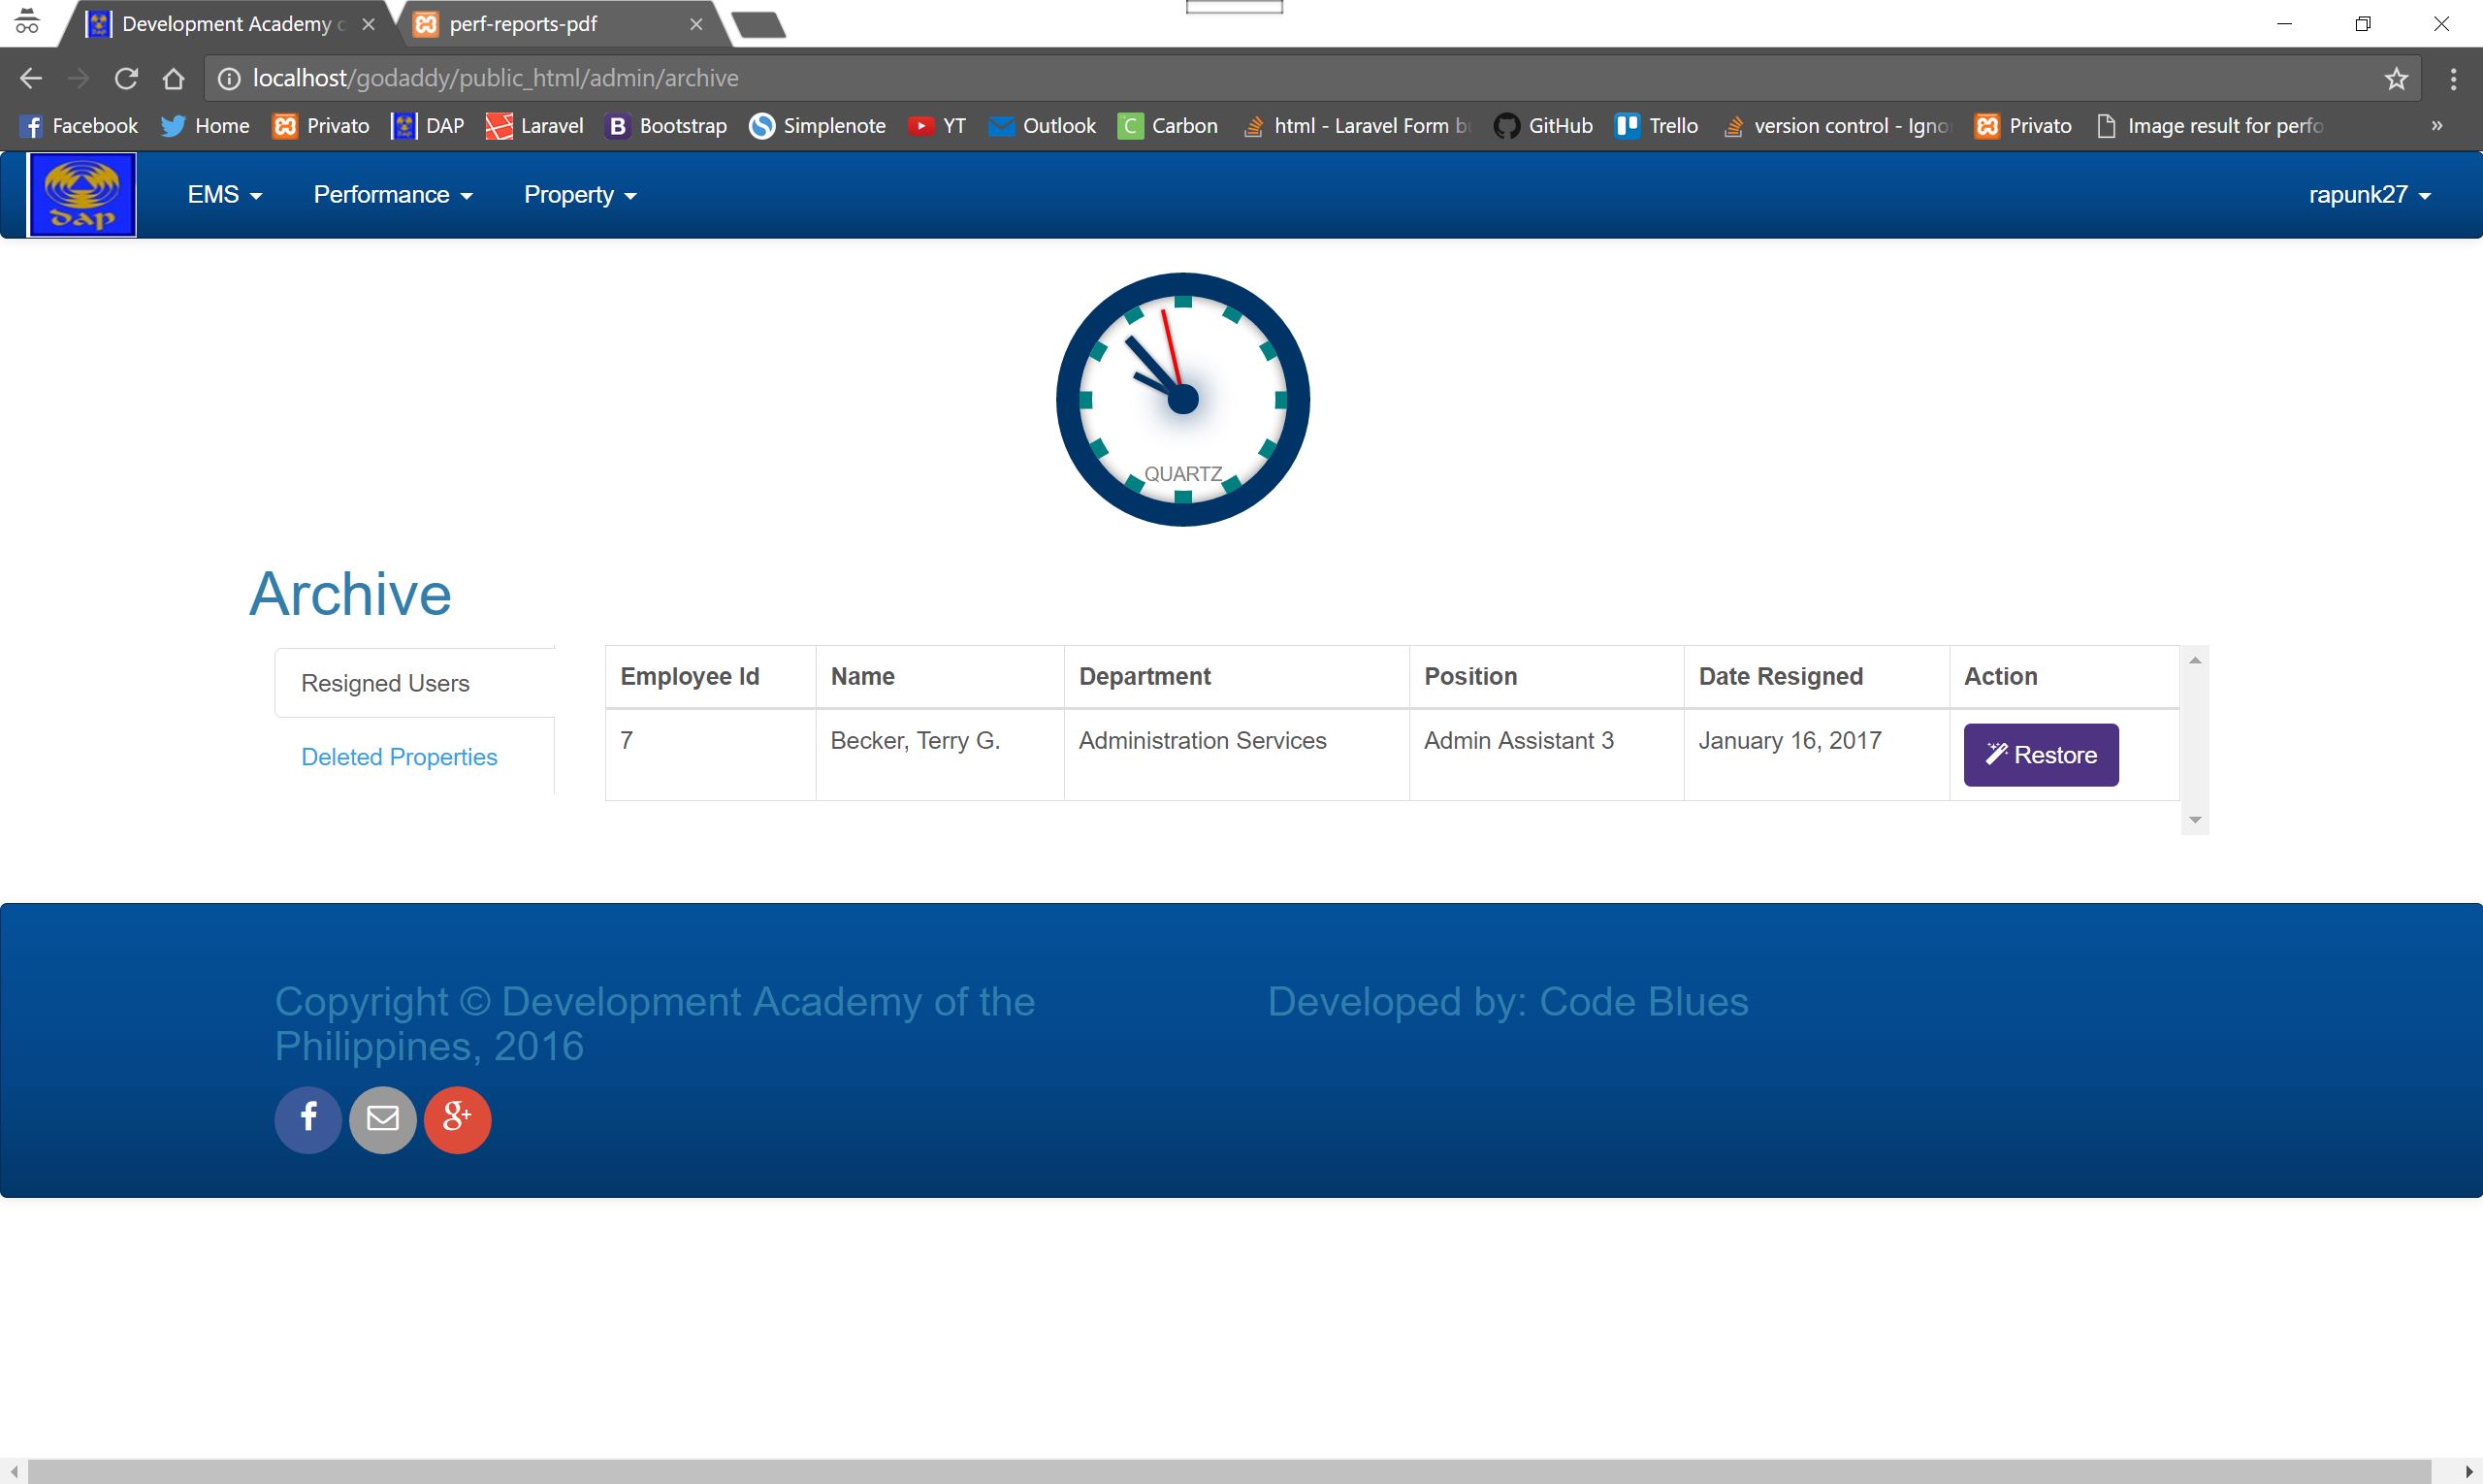 Development Academy o
perf-reports-pdf
localhost/godaddy/public_html/admin/archive
Facebook Home Privato DAP Laravel Bootstrap Simplenote YT Outlook Carbon html - Laravel Form bu GitHub Trello version control - Igno Privato Image result for perfo »
dap EMS Performance Property rapunk27
QUARTZ
Archive
Resigned Users
Deleted Properties
Employee Id Name Department Position Date Resigned Action
7 Becker, Terry G. Administration Services Admin Assistant 3 January 16, 2017 Restore
Copyright © Development Academy of the
Philippines, 2016
Developed by: Code Blues